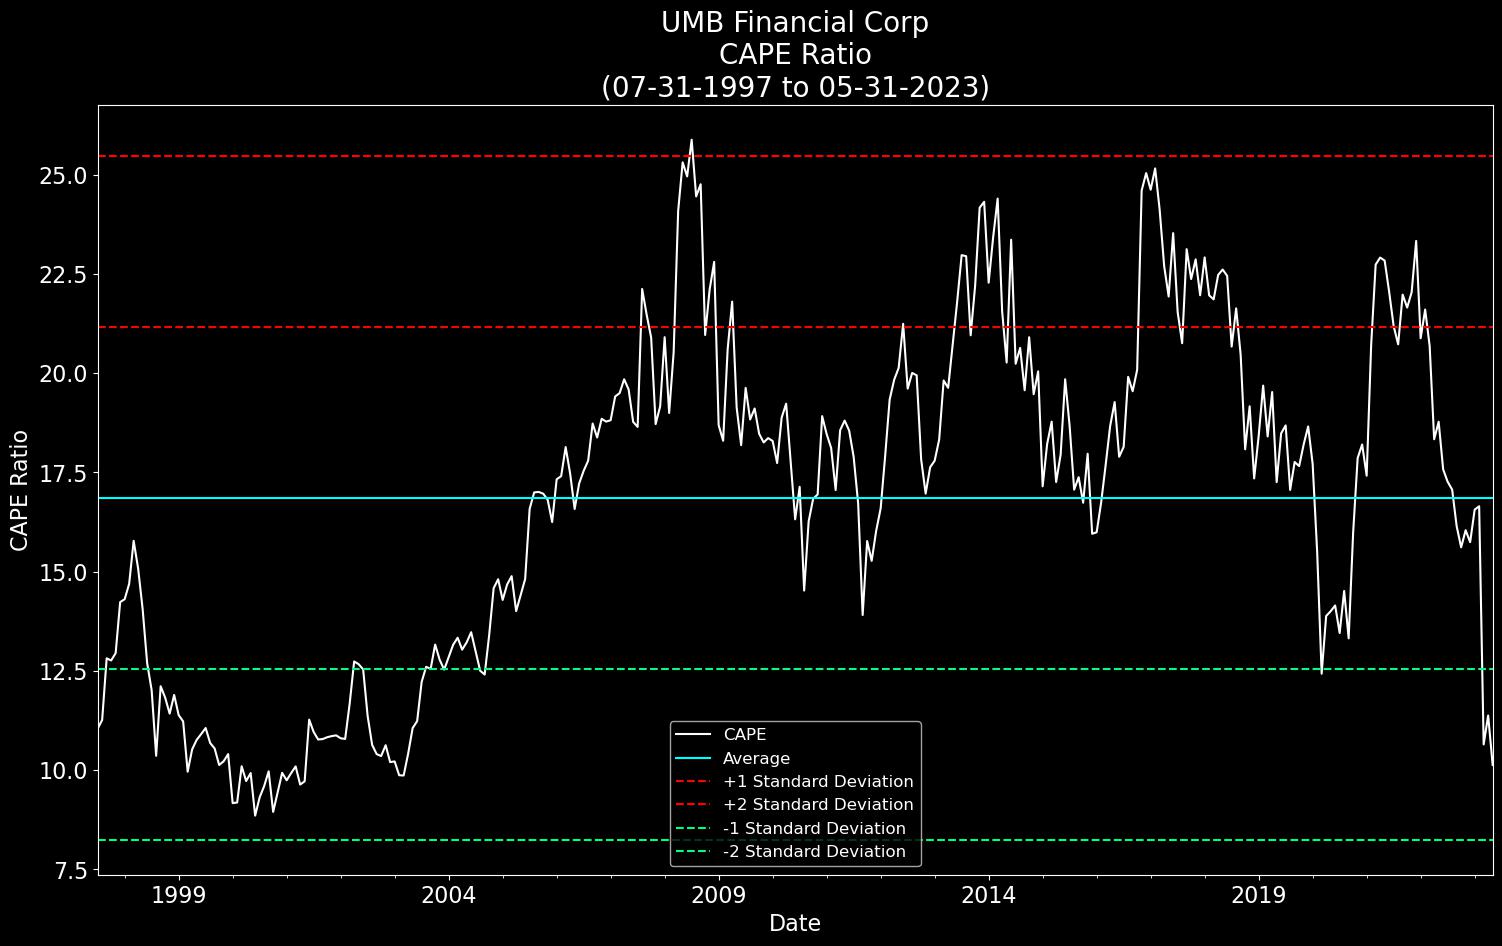 UMB Financial Corp
CAPE Ratio
(07-31-1997 to 05-31-2023)
CAPE Ratio
25.0
22.5
20.0
17.5
15.0
12.5
10.0
7.5
CAPE
Average
+1 Standard Deviation
+2 Standard Deviation
-1 Standard Deviation
-2 Standard Deviation
1999 2004 2009 2014 2019
Date